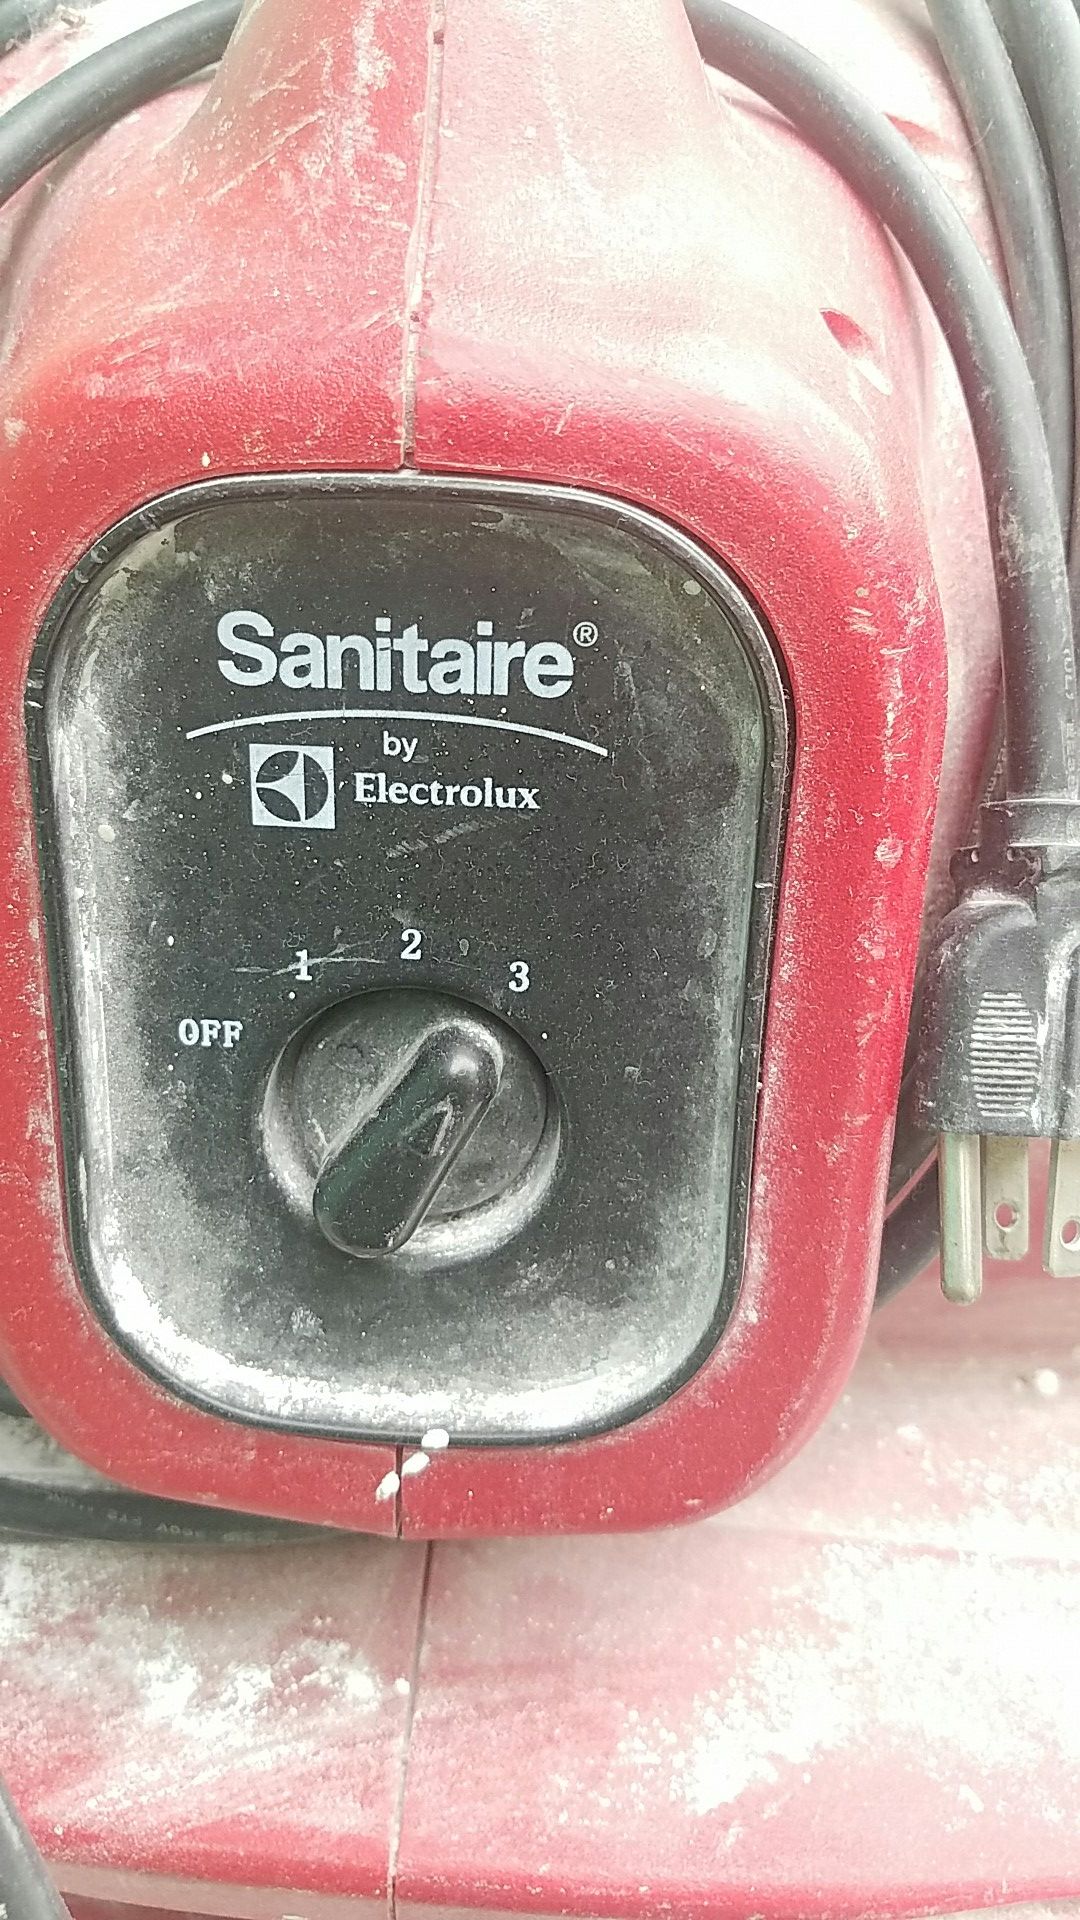 Sanitaire®
by
Electrolux
2
1 3
OFF